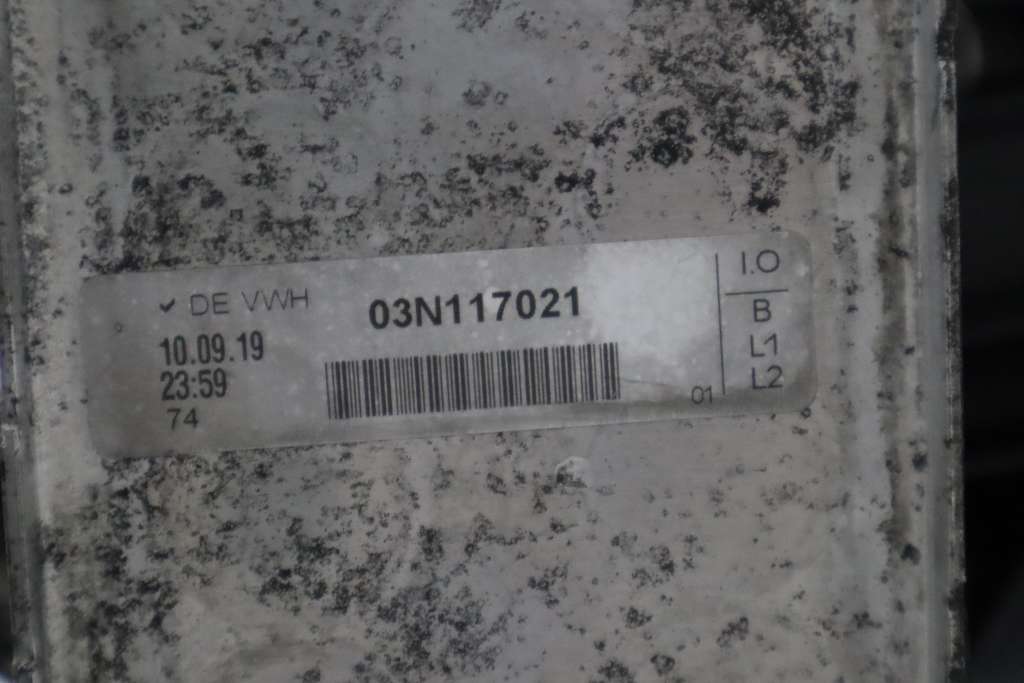 ✓ DE VWH
10.09.19
23:59
74
03N117021
01
I.O
B
L1
L2